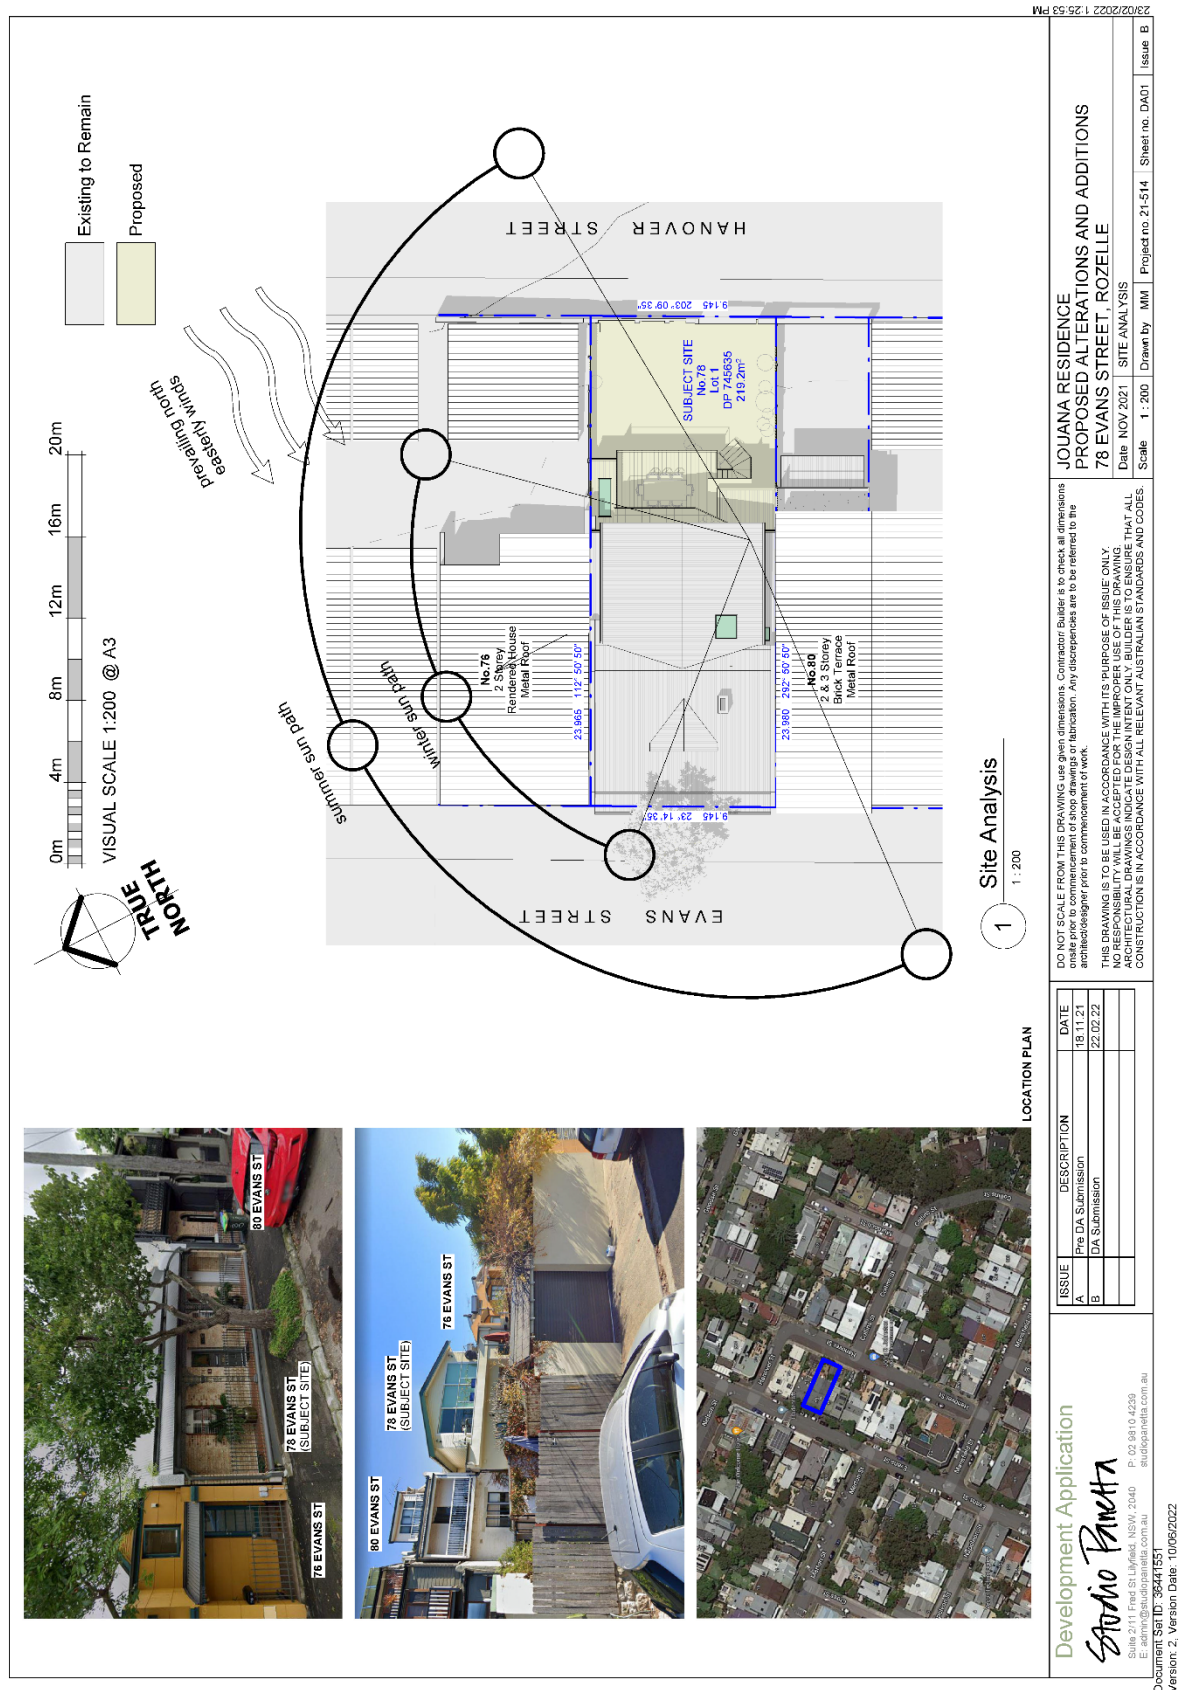 76 EVANS ST
78 EVANS ST
(SUBJECT SITE)
80 EVANS ST
80 EVANS ST
78 EVANS ST
(SUBJECT SITE)
76 EVANS ST
LOCATION PLAN
TRUE
NORTH
0m 4m 8m 12m 16m 20m
VISUAL SCALE 1:200 @ A3
Existing to Remain
Proposed
prevailing north
easterly winds
summer sun path
winter sun path
EVANS STREET
HANOVER STREET
No.76
2 Storey
Rendered House
Metal Roof
23.965 112° 50' 50"
SUBJECT SITE
No.78
Lot 1
DP 745635
219.2m²
9.145 203° 09' 35"
9.145 23° 14' 35"
23.980 292° 50' 50"
No.80
2 & 3 Storey
Brick Terrace
Metal Roof
1 Site Analysis
1 : 200
Development Application
Studio Panetta
Suite 2/11 Fred St Lilyfield, NSW, 2040 P: 02 9810 4239
E: admin@studiopanetta.com.au studiopanetta.com.au
ISSUE DESCRIPTION DATE
A Pre DA Submission 18.11.21
B DA Submission 22.02.22
DO NOT SCALE FROM THIS DRAWING use given dimensions. Contractor/ Builder is to check all dimensions
onsite prior to commencement of shop drawings or fabrication. Any discrepencies are to be referred to the
architect/designer prior to commencement of work.
THIS DRAWING IS TO BE USED IN ACCORDANCE WITH ITS 'PURPOSE OF ISSUE' ONLY.
NO RESPONSIBILITY WILL BE ACCEPTED FOR THE IMPROPER USE OF THIS DRAWING.
ARCHITECTURAL DRAWINGS INDICATE DESIGN INTENT ONLY. BUILDER IS TO ENSURE THAT ALL
CONSTRUCTION IS IN ACCORDANCE WITH ALL RELEVANT AUSTRALIAN STANDARDS AND CODES.
JOUANA RESIDENCE
PROPOSED ALTERATIONS AND ADDITIONS
78 EVANS STREET, ROZELLE
Date NOV 2021 SITE ANALYSIS
Scale 1 : 200 Drawn by MM Project no. 21-514 Sheet no. DA01 Issue B
23/02/2022 1:25:53 PM
Document Set ID: 36441551
Version: 2, Version Date: 10/06/2022